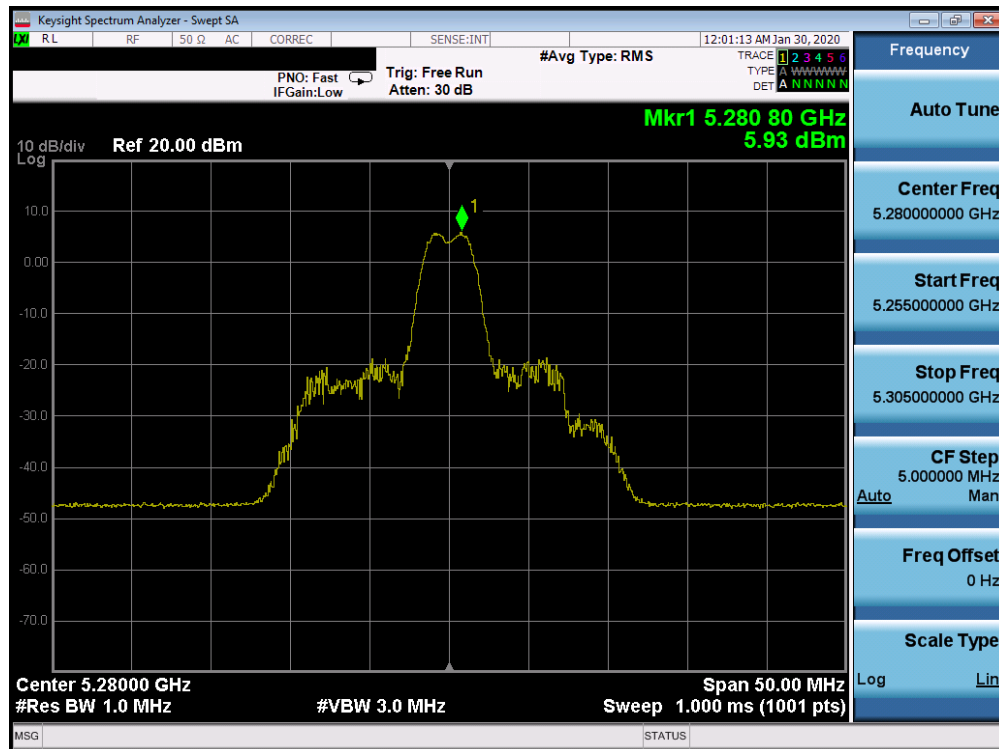 Keysight Spectrum Analyzer - Swept SA
LXI RL RF 50 Ω AC CORREC SENSE:INT 12:01:13 AM Jan 30, 2020
#Avg Type: RMS
TRACE 1 2 3 4 5 6
TYPE A WWWWW
DET A N N N N N
PNO: Fast
IFGain:Low
Trig: Free Run
Atten: 30 dB
Mkr1 5.280 80 GHz
5.93 dBm
10 dB/div
Log
Ref 20.00 dBm
1
10.0
0.00
-10.0
-20.0
-30.0
-40.0
-50.0
-60.0
-70.0
Center 5.28000 GHz
#Res BW 1.0 MHz
#VBW 3.0 MHz
Span 50.00 MHz
Sweep 1.000 ms (1001 pts)
MSG
STATUS
Frequency
Auto Tune
Center Freq
5.280000000 GHz
Start Freq
5.255000000 GHz
Stop Freq
5.305000000 GHz
CF Step
5.000000 MHz
Auto Man
Freq Offset
0 Hz
Scale Type
Log Lin